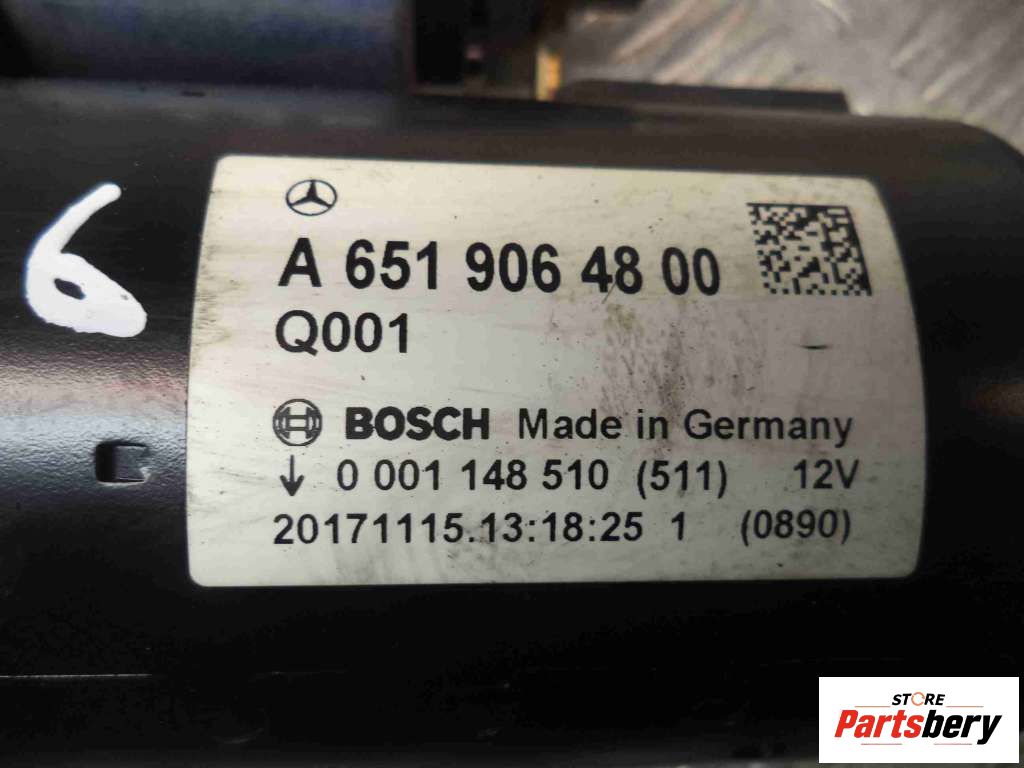 6
A 651 906 48 00
Q001
BOSCH Made in Germany
↓ 0 001 148 510 (511) 12V
20171115.13:18:25 1 (0890)
STORE
Partsbery